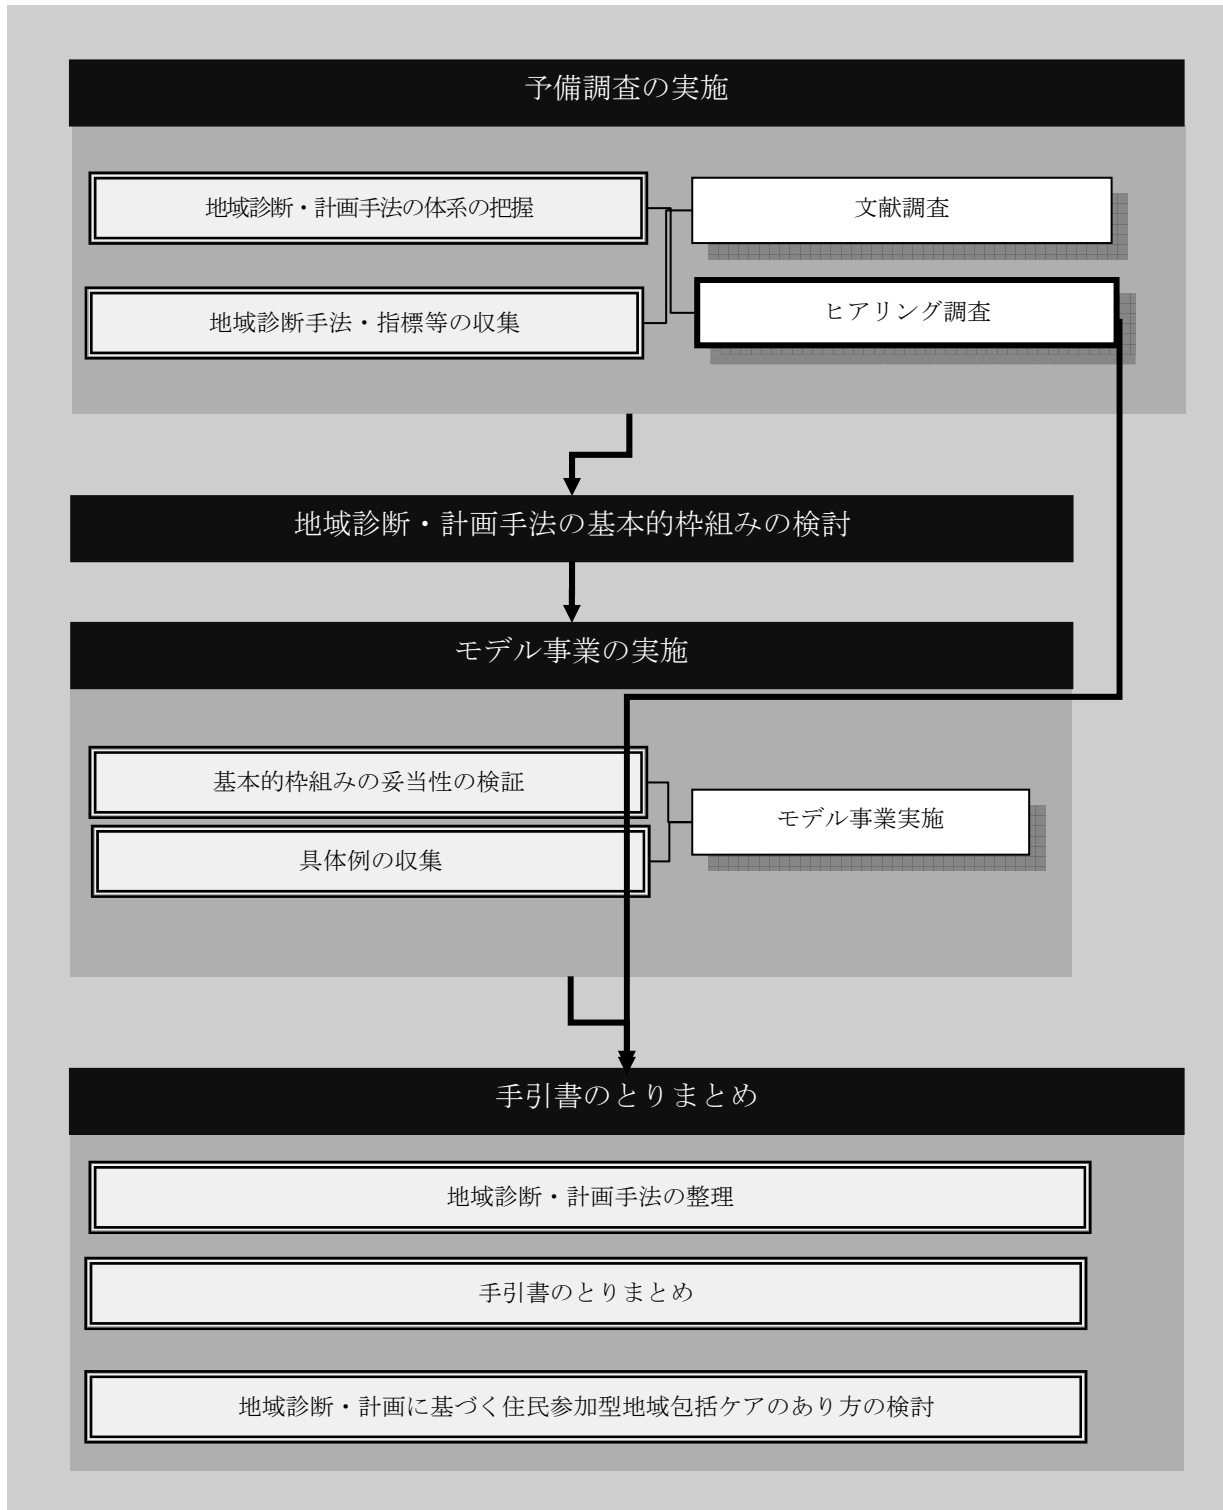 予備調査の実施
地域診断・計画手法の体系の把握
文献調査
地域診断手法・指標等の収集
ヒアリング調査
地域診断・計画手法の基本的枠組みの検討
モデル事業の実施
基本的枠組みの妥当性の検証
モデル事業実施
具体例の収集
手引書のとりまとめ
地域診断・計画手法の整理
手引書のとりまとめ
地域診断・計画に基づく住民参加型地域包括ケアのあり方の検討